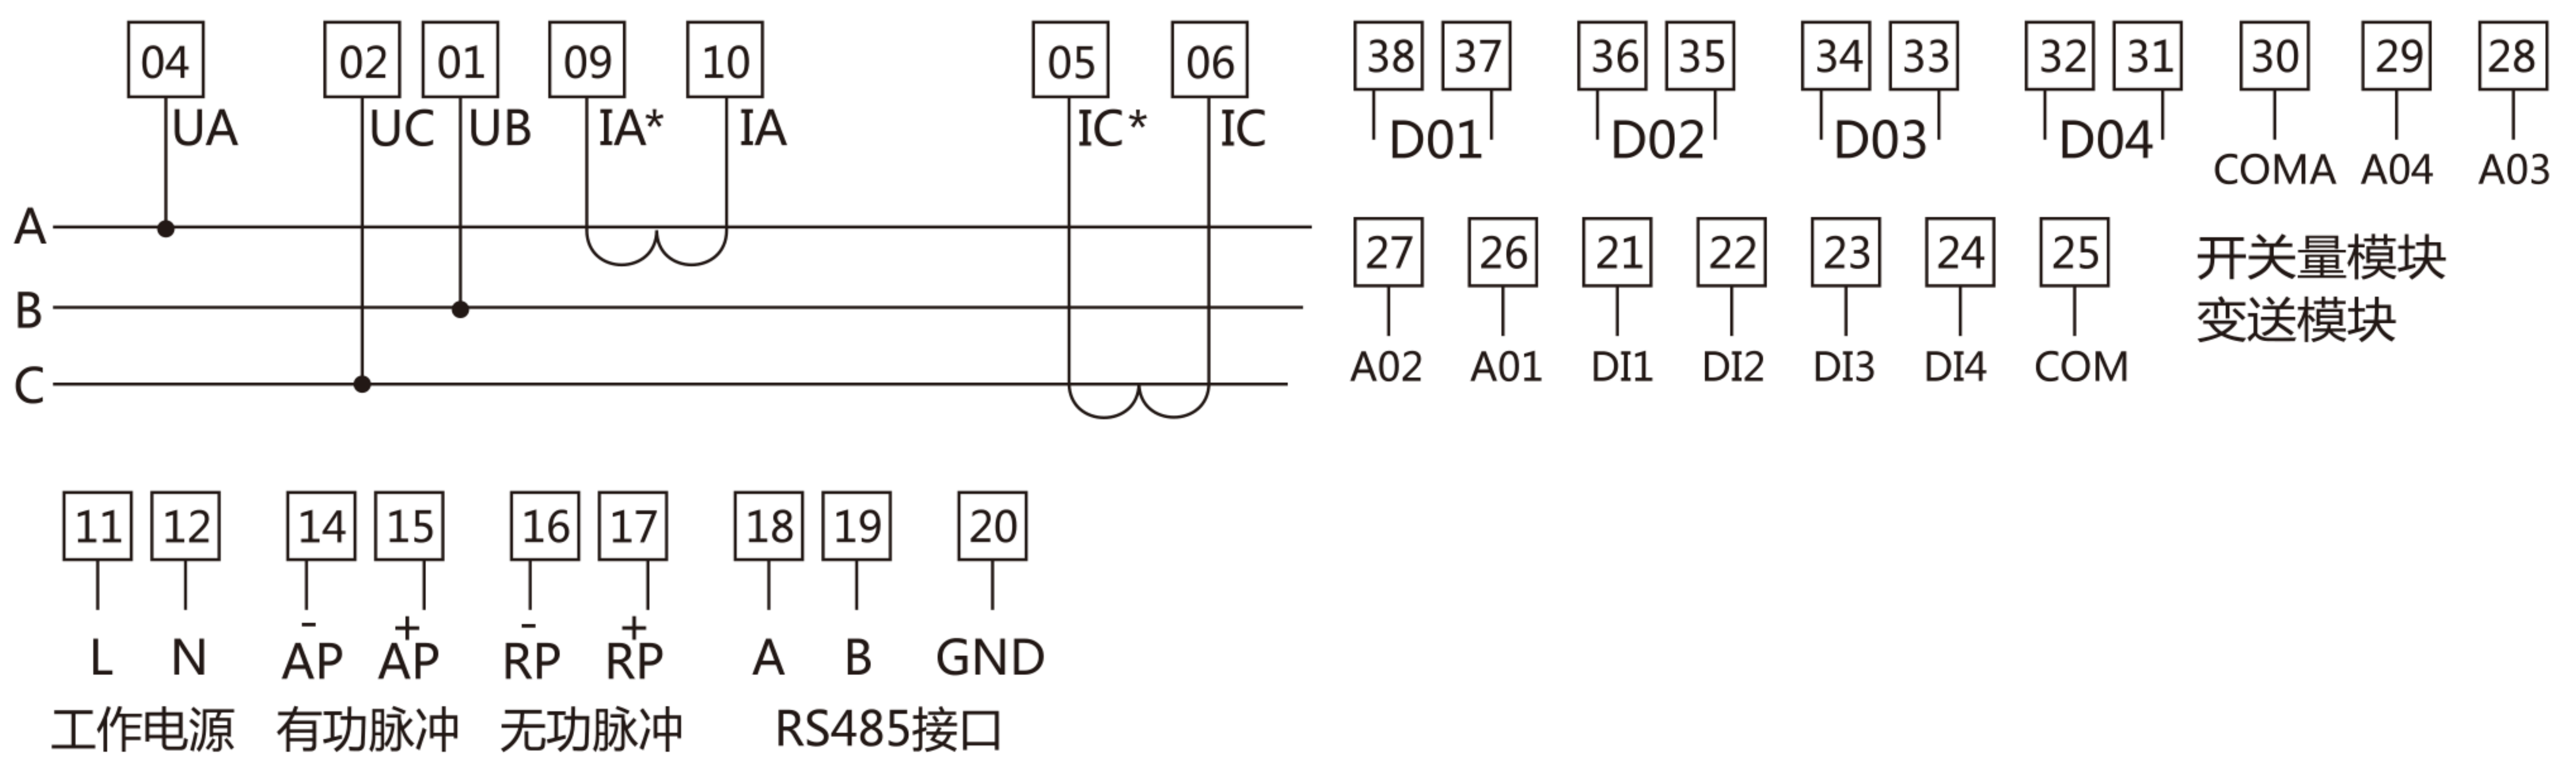 04 02 01 09 10 05 06
UA UC UB IA* IA IC* IC
A
B
C
38 37 36 35 34 33 32 31 30 29 28
D01 D02 D03 D04
COMA A04 A03
27 26 21 22 23 24 25
A02 A01 DI1 DI2 DI3 DI4 COM
开关量模块
变送模块
11 12 14 15 16 17 18 19 20
- + - +
L N AP AP RP RP A B GND
工作电源 有功脉冲 无功脉冲 RS485接口